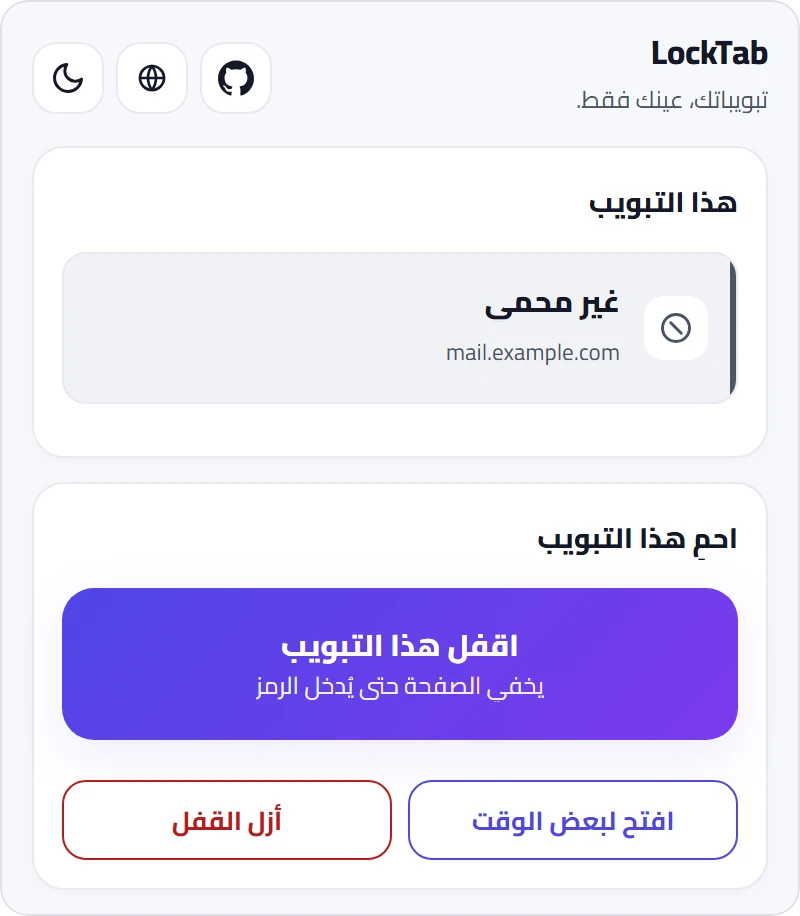 LockTab
تبويباتك، عينك فقط.
هذا التبويب
غير محمى
mail.example.com
احمِ هذا التبويب
اقفل هذا التبويب
يخفي الصفحة حتى يُدخل الرمز
افتح لبعض الوقت
أزل القفل